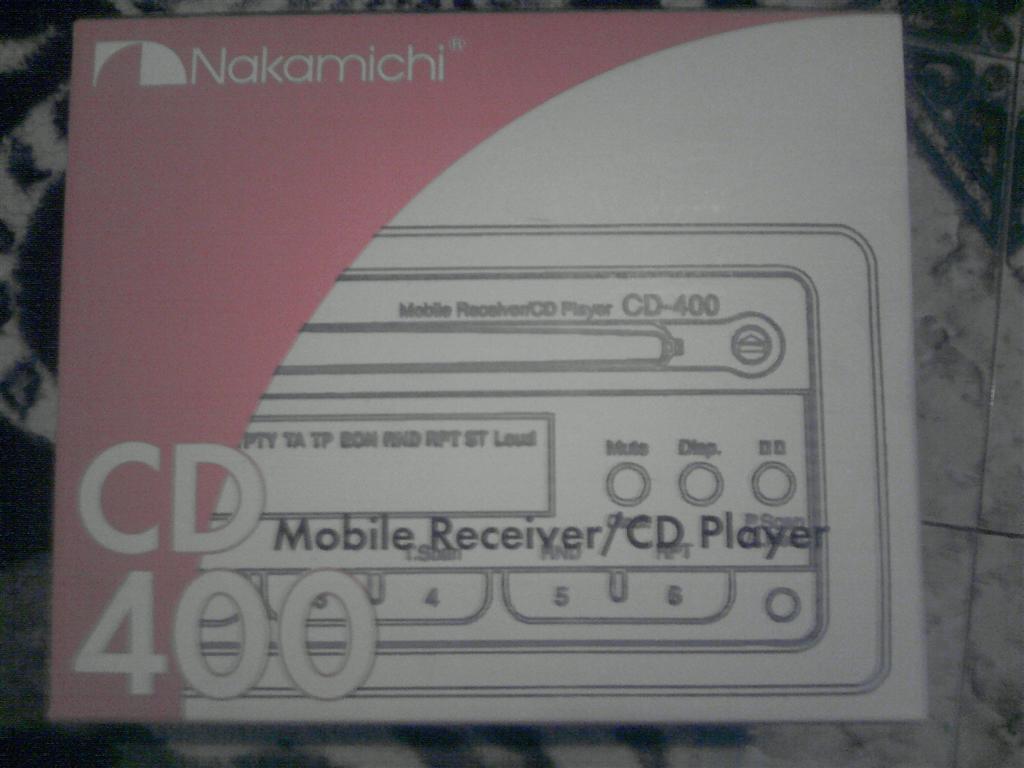 Nakamichi®
Mobile Receiver/CD Player CD-400
PTY TA TP EON RND RPT ST Loud
Mute Disp.
CD
Mobile Receiver/CD Player
RND RPT
3 4 5 6
400